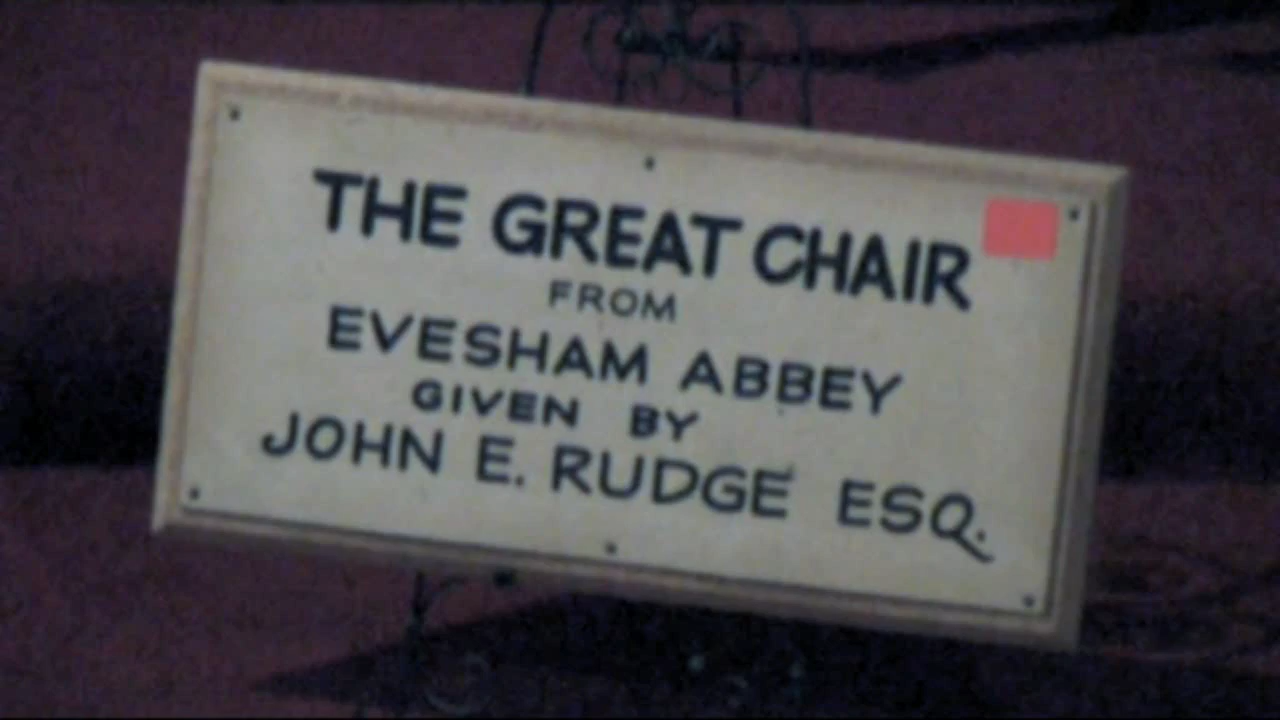 THE GREAT CHAIR
FROM
EVESHAM ABBEY
GIVEN BY
JOHN E. RUDGE ESQ.